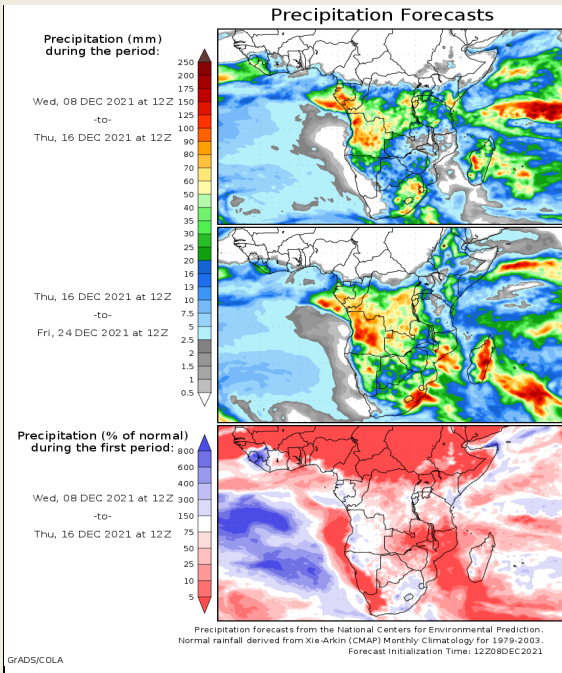 Precipitation Forecasts
Precipitation (mm)
during the period:
Wed, 08 DEC 2021 at 12Z
-to-
Thu, 16 DEC 2021 at 12Z
250
200
175
150
125
100
90
80
70
60
50
40
35
30
25
20
16
13
10
7.5
5
2.5
2
1.5
1
0.5
Thu, 16 DEC 2021 at 12Z
-to-
Fri, 24 DEC 2021 at 12Z
Precipitation (% of normal)
during the first period:
Wed, 08 DEC 2021 at 12Z
-to-
Thu, 16 DEC 2021 at 12Z
800
600
400
300
150
75
50
25
10
5
Precipitation forecasts from the National Centers for Environmental Prediction.
Normal rainfall derived from Xie-Arkin (CMAP) Monthly Climatology for 1979-2003.
Forecast Initialization Time: 12Z08DEC2021
GrADS/COLA